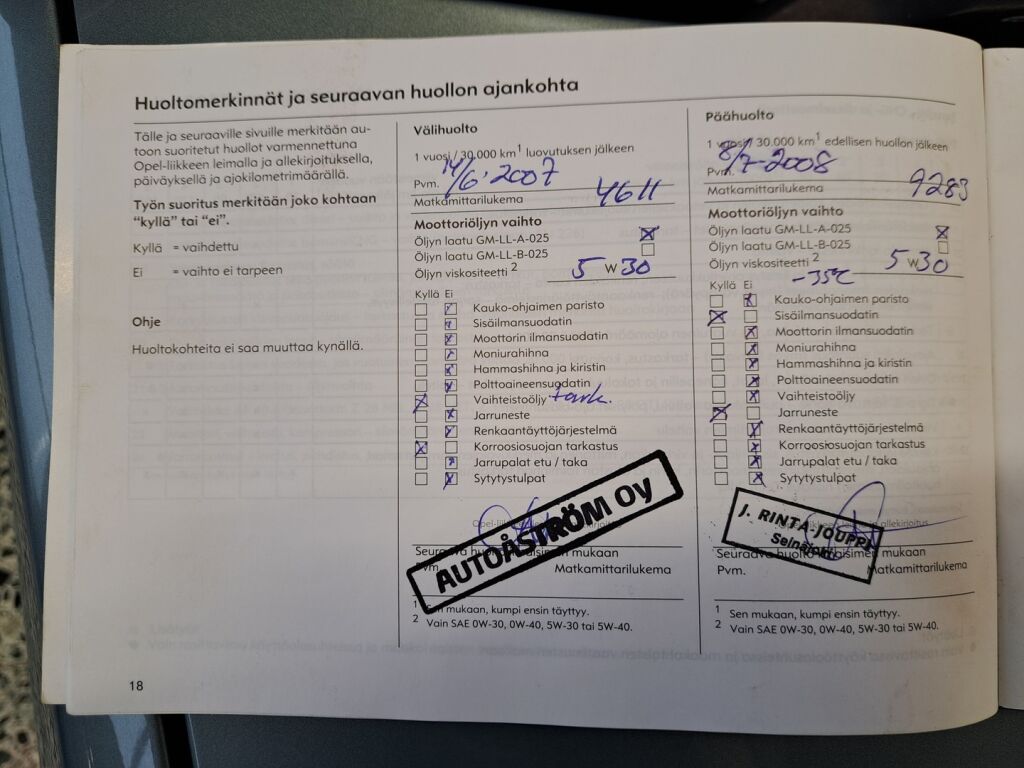 Huoltomerkinnät ja seuraavan huollon ajankohta
Tälle ja seuraaville sivuille merkitään au-
toon suoritetut huollot varmennettuna
Opel-liikkeen leimalla ja allekirjoituksella,
päiväyksellä ja ajokilometrimäärällä.
Työn suoritus merkitään joko kohtaan
“kyllä” tai “ei”.
Kyllä = vaihdettu
Ei = vaihto ei tarpeen
Ohje
Huoltokohteita ei saa muuttaa kynällä.
18
Välihuolto
1 vuosi / 30.000 km1 luovutuksen jälkeen
Pvm. 14/6.2007
Matkamittarilukema 4611
Moottoriöljyn vaihto
Öljyn laatu GM-LL-A-025
Öljyn laatu GM-LL-B-025
Öljyn viskositeetti 2 5 W 30
Kyllä Ei
Kauko-ohjaimen paristo
Sisäilmansuodatin
Moottorin ilmansuodatin
Moniurahihna
Hammashihna ja kiristin
Polttoaineensuodatin
Vaihteistoöljy tark.
Jarruneste
Renkaantäyttöjärjestelmä
Korroosiosuojan tarkastus
Jarrupalat etu / taka
Sytytystulpat
AUTOÅSTRÖM Oy
Seuraava mukaan
Pvm. Matkamittarilukema
1 Sen mukaan, kumpi ensin täyttyy.
2 Vain SAE 0W-30, 0W-40, 5W-30 tai 5W-40.
Päähuolto
1 vuosi / 30.000 km1 edellisen huollon jälkeen
Pvm. 8/7-2008
Matkamittarilukema 9283
Moottoriöljyn vaihto
Öljyn laatu GM-LL-A-025
Öljyn laatu GM-LL-B-025
Öljyn viskositeetti 2 5 W 30
-35°C
Kyllä Ei
Kauko-ohjaimen paristo
Sisäilmansuodatin
Moottorin ilmansuodatin
Moniurahihna
Hammashihna ja kiristin
Polttoaineensuodatin
Vaihteistoöljy
Jarruneste
Renkaantäyttöjärjestelmä
Korroosiosuojan tarkastus
Jarrupalat etu / taka
Sytytystulpat
ja allekirjoitus
J. RINTA-JOUPPI
Seinäjoki
Seuraava huolto mukaan
Pvm. Matkamittarilukema
1 Sen mukaan, kumpi ensin täyttyy.
2 Vain SAE 0W-30, 0W-40, 5W-30 tai 5W-40.